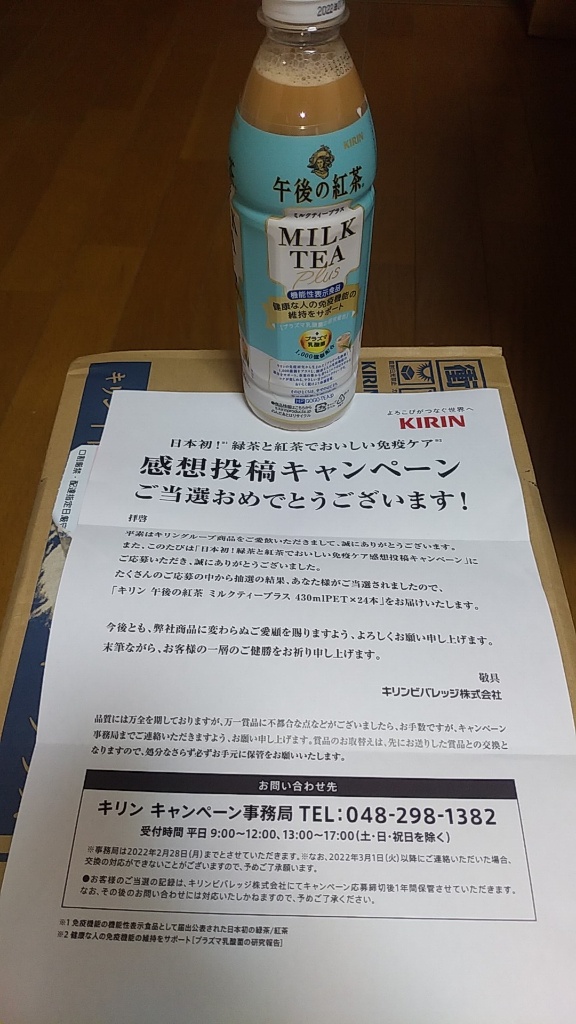 2022
KIRIN
午後の紅茶
ミルクティープラス
MILK
TEA
Plus
機能性表示食品
健康な人の免疫機能の
維持をサポート
プラズマ
乳酸菌
KIRIN
よろこびがつなぐ世界へ
KIRIN
日本初!※1 緑茶と紅茶でおいしい免疫ケア※2
感想投稿キャンペーン
ご当選おめでとうございます!
拝啓
平素はキリングループ商品をご愛飲いただきまして、誠にありがとうございます。
また、このたびは「日本初!緑茶と紅茶でおいしい免疫ケア感想投稿キャンペーン」に
ご応募いただき、誠にありがとうございました。
たくさんのご応募の中から抽選の結果、あなた様がご当選されましたので、
「キリン 午後の紅茶 ミルクティープラス 430mlPET×24本」をお届けいたします。
今後とも、弊社商品に変わらぬご愛顧を賜りますよう、よろしくお願い申し上げます。
末筆ながら、お客様の一層のご健勝をお祈り申し上げます。
敬具
キリンビバレッジ株式会社
品質には万全を期しておりますが、万一賞品に不都合な点などがございましたら、お手数ですが、キャンペーン
事務局までご連絡いただきますよう、お願い申し上げます。賞品のお取替えは、先にお送りした賞品との交換と
なりますので、処分なさらず必ずお手元に保管をお願いいたします。
お問い合わせ先
キリン キャンペーン事務局 TEL:048-298-1382
受付時間 平日 9:00~12:00、13:00~17:00(土・日・祝日を除く)
※事務局は2022年2月28日(月)までとさせていただきます。※なお、2022年3月1日(火)以降にご連絡いただいた場合、
交換の対応ができないことがございますので、予めご了承願います。
●お客様のご当選の記録は、キリンビバレッジ株式会社にてキャンペーン応募締切後1年間保管させていただきます。
なお、その後のお問い合わせには対応いたしかねますので、予めご了承ください。
※1 免疫機能の機能性表示食品として届出公表された日本初の緑茶/紅茶
※2 健康な人の免疫機能の維持をサポート[プラズマ乳酸菌の研究報告]